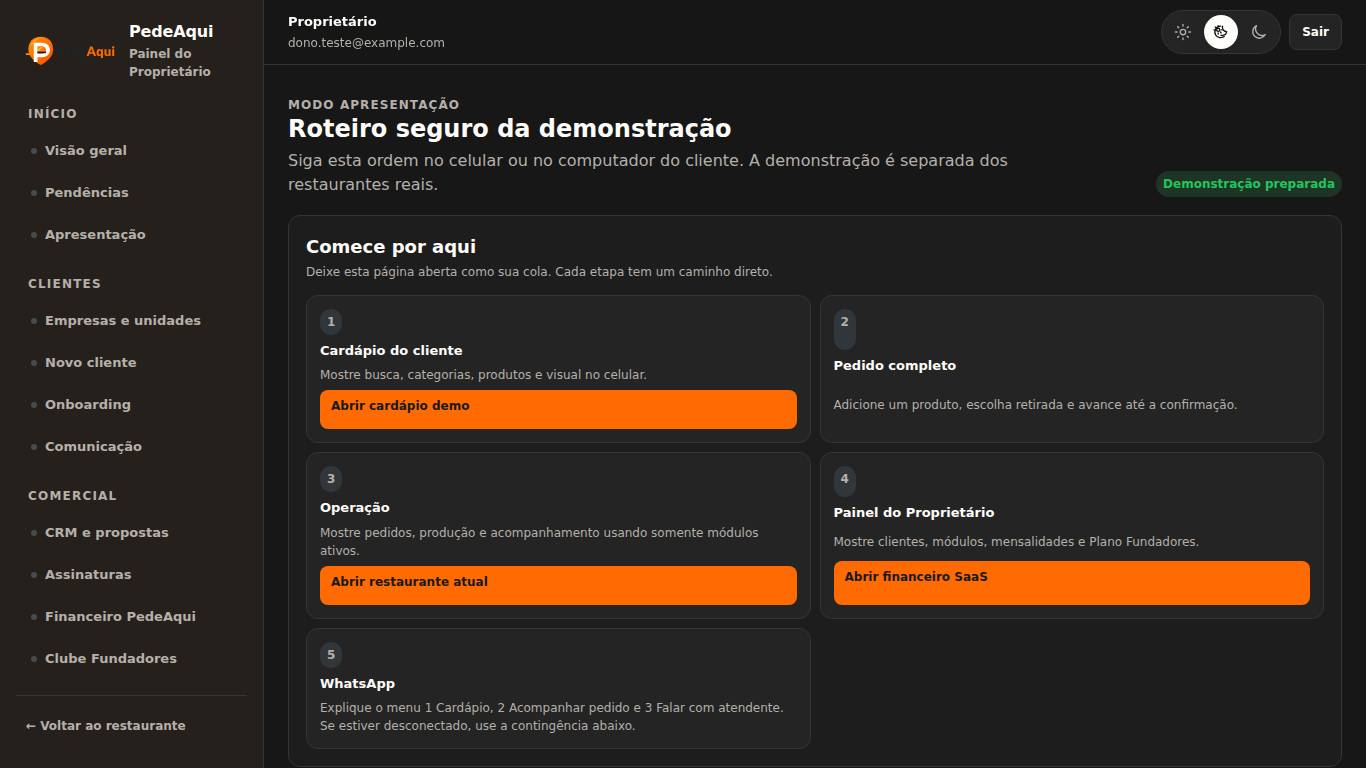 P
Aqui
PedeAqui
Painel do
Proprietário
INÍCIO
Visão geral
Pendências
Apresentação
CLIENTES
Empresas e unidades
Novo cliente
Onboarding
Comunicação
COMERCIAL
CRM e propostas
Assinaturas
Financeiro PedeAqui
Clube Fundadores
← Voltar ao restaurante
Proprietário
dono.teste@example.com
Sair
MODO APRESENTAÇÃO
Roteiro seguro da demonstração
Siga esta ordem no celular ou no computador do cliente. A demonstração é separada dos
restaurantes reais.
Demonstração preparada
Comece por aqui
Deixe esta página aberta como sua cola. Cada etapa tem um caminho direto.
1
Cardápio do cliente
Mostre busca, categorias, produtos e visual no celular.
Abrir cardápio demo
2
Pedido completo
Adicione um produto, escolha retirada e avance até a confirmação.
3
Operação
Mostre pedidos, produção e acompanhamento usando somente módulos
ativos.
Abrir restaurante atual
4
Painel do Proprietário
Mostre clientes, módulos, mensalidades e Plano Fundadores.
Abrir financeiro SaaS
5
WhatsApp
Explique o menu 1 Cardápio, 2 Acompanhar pedido e 3 Falar com atendente.
Se estiver desconectado, use a contingência abaixo.